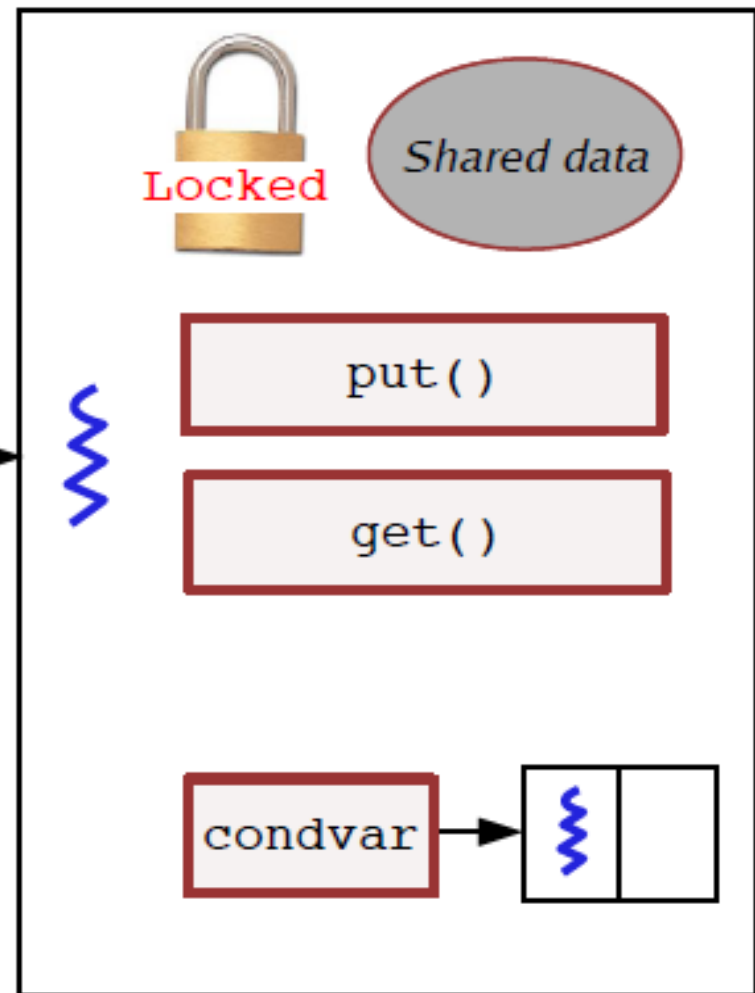 Locked
Shared data
put()
get()
condvar